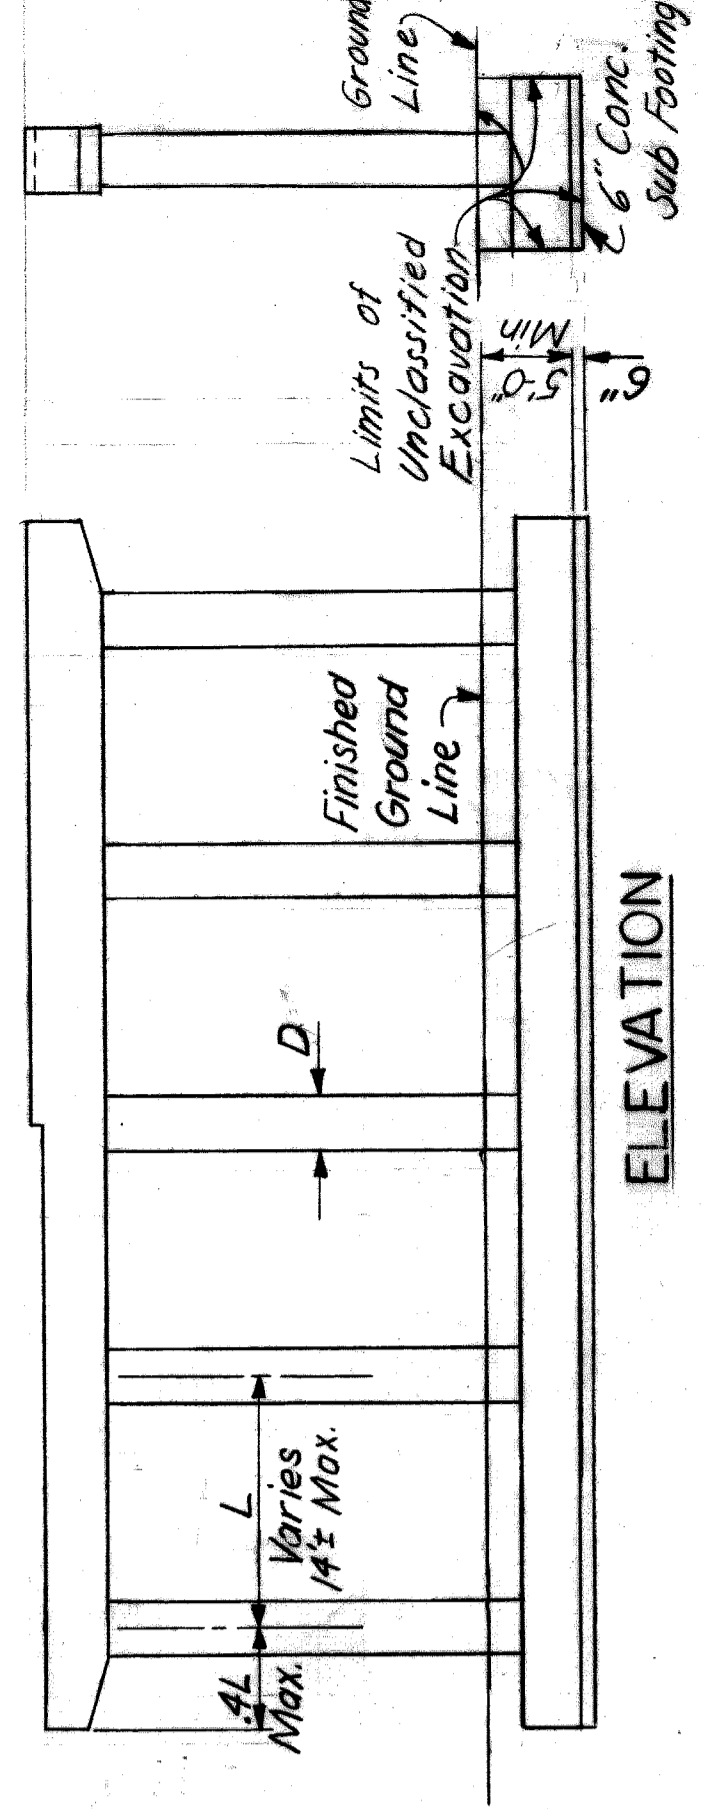 Ground
Line
6" Conc.
Sub Footing
Limits of
Unclassified
Excavation
5'-0"
Min
6"
Finished
Ground
Line
D
L
Varies
14'± Max.
.4L
Max.
ELEVATION